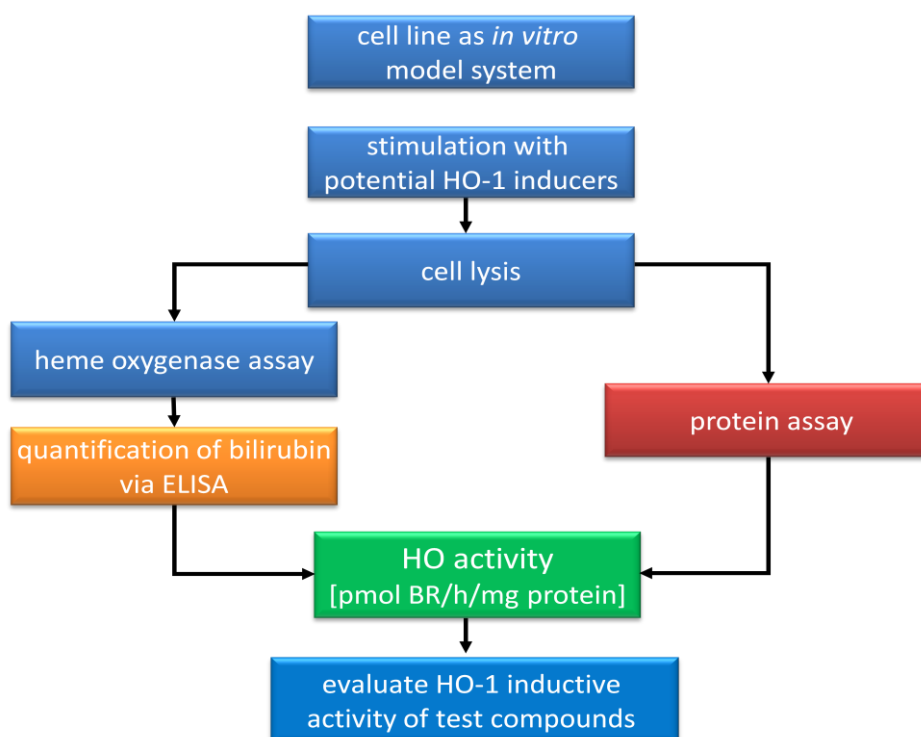 cell line as in vitro
model system
stimulation with
potential HO-1 inducers
cell lysis
heme oxygenase assay
protein assay
quantification of bilirubin
via ELISA
HO activity
[pmol BR/h/mg protein]
evaluate HO-1 inductive
activity of test compounds